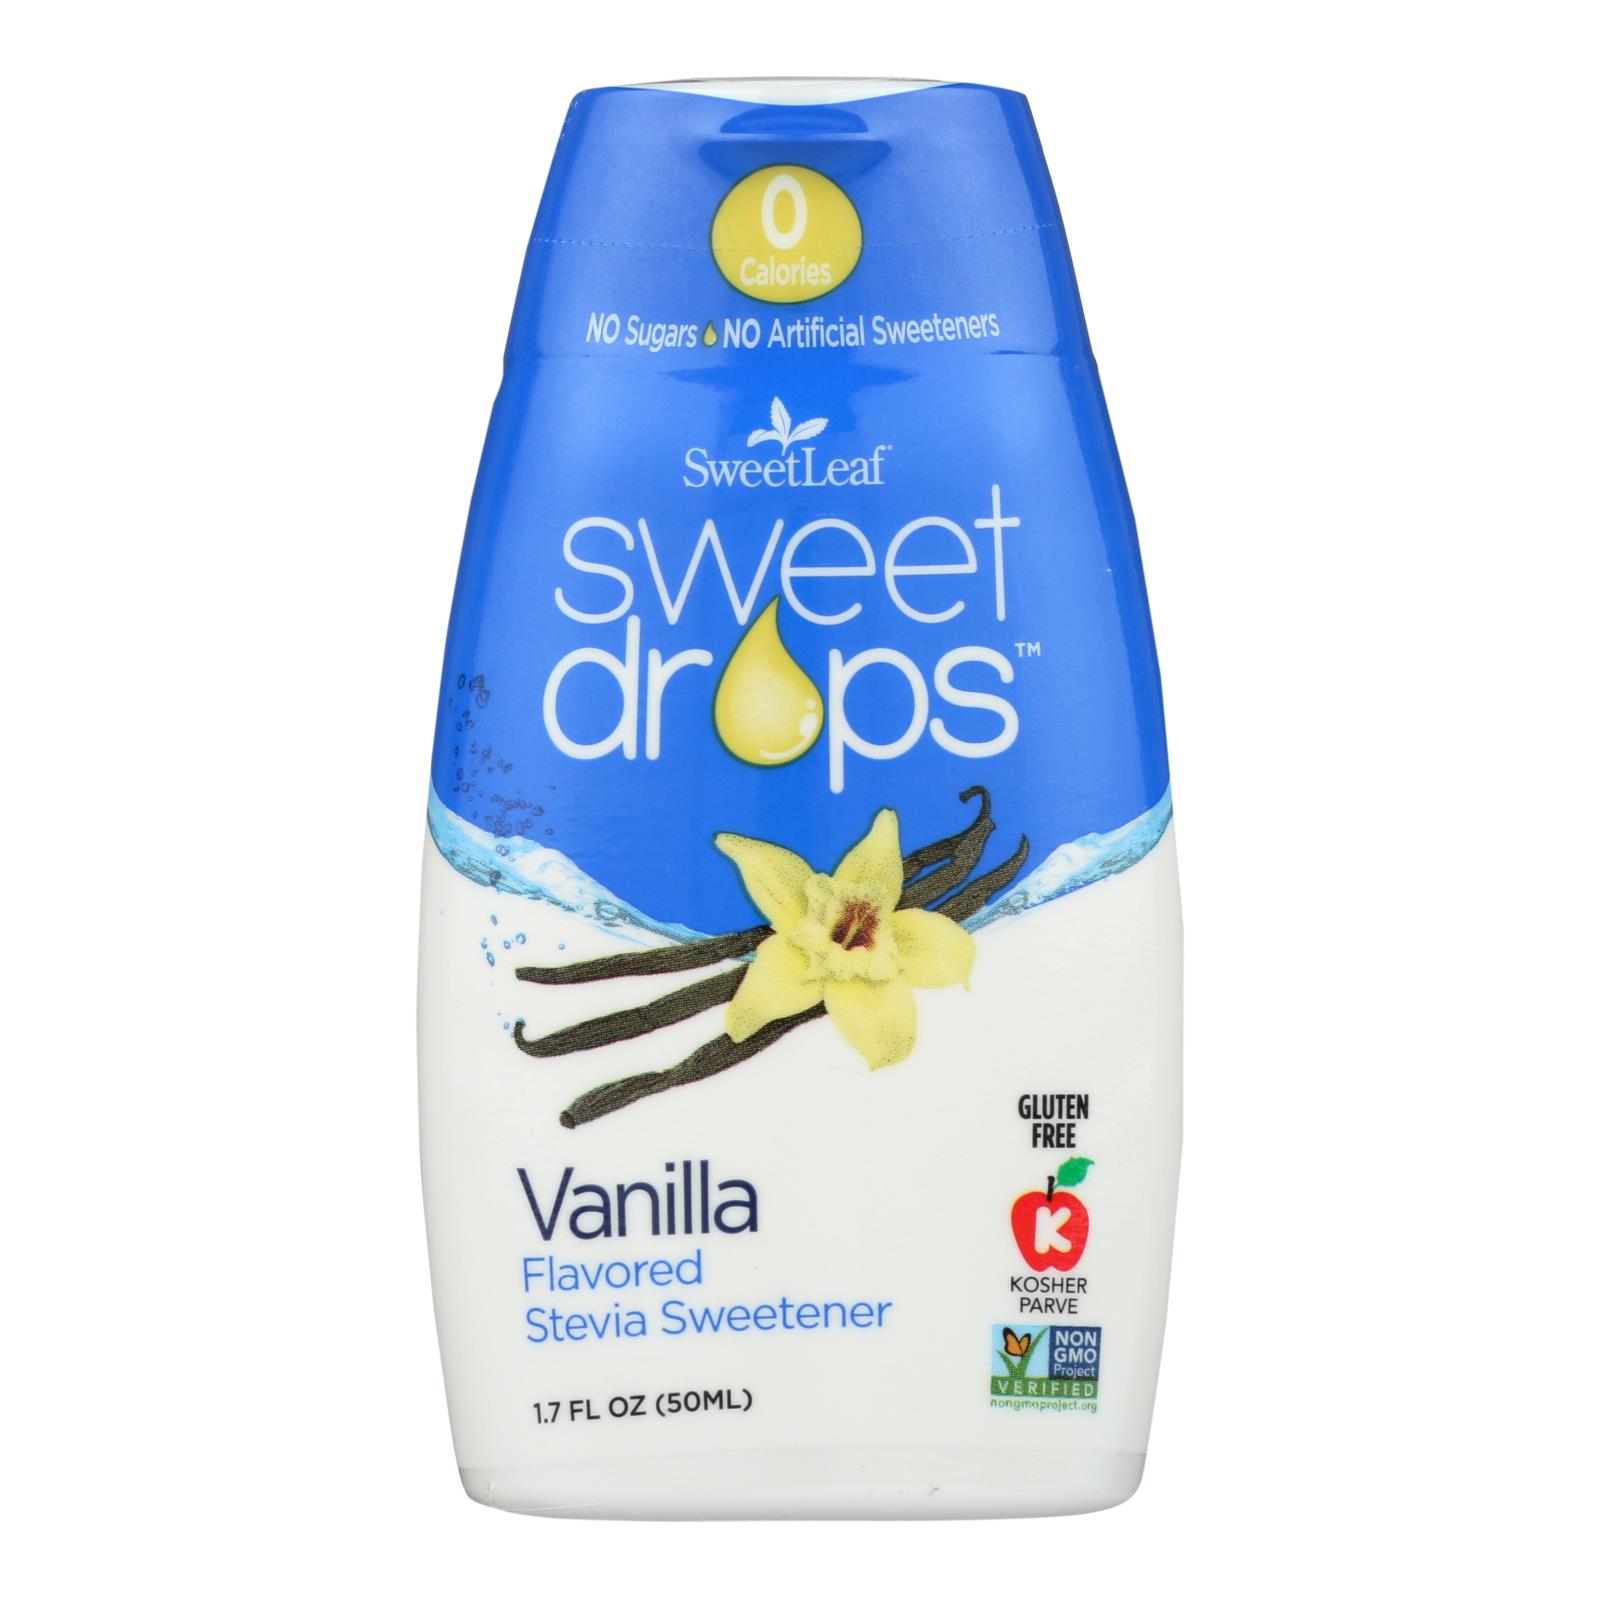 0
Calories
NO Sugars NO Artificial Sweeteners
SweetLeaf®
sweet
drops™
Vanilla
Flavored
Stevia Sweetener
1.7 FL OZ (50ML)
GLUTEN
FREE
K
KOSHER
PARVE
NON
GMO
Project
VERIFIED
nongmoproject.org